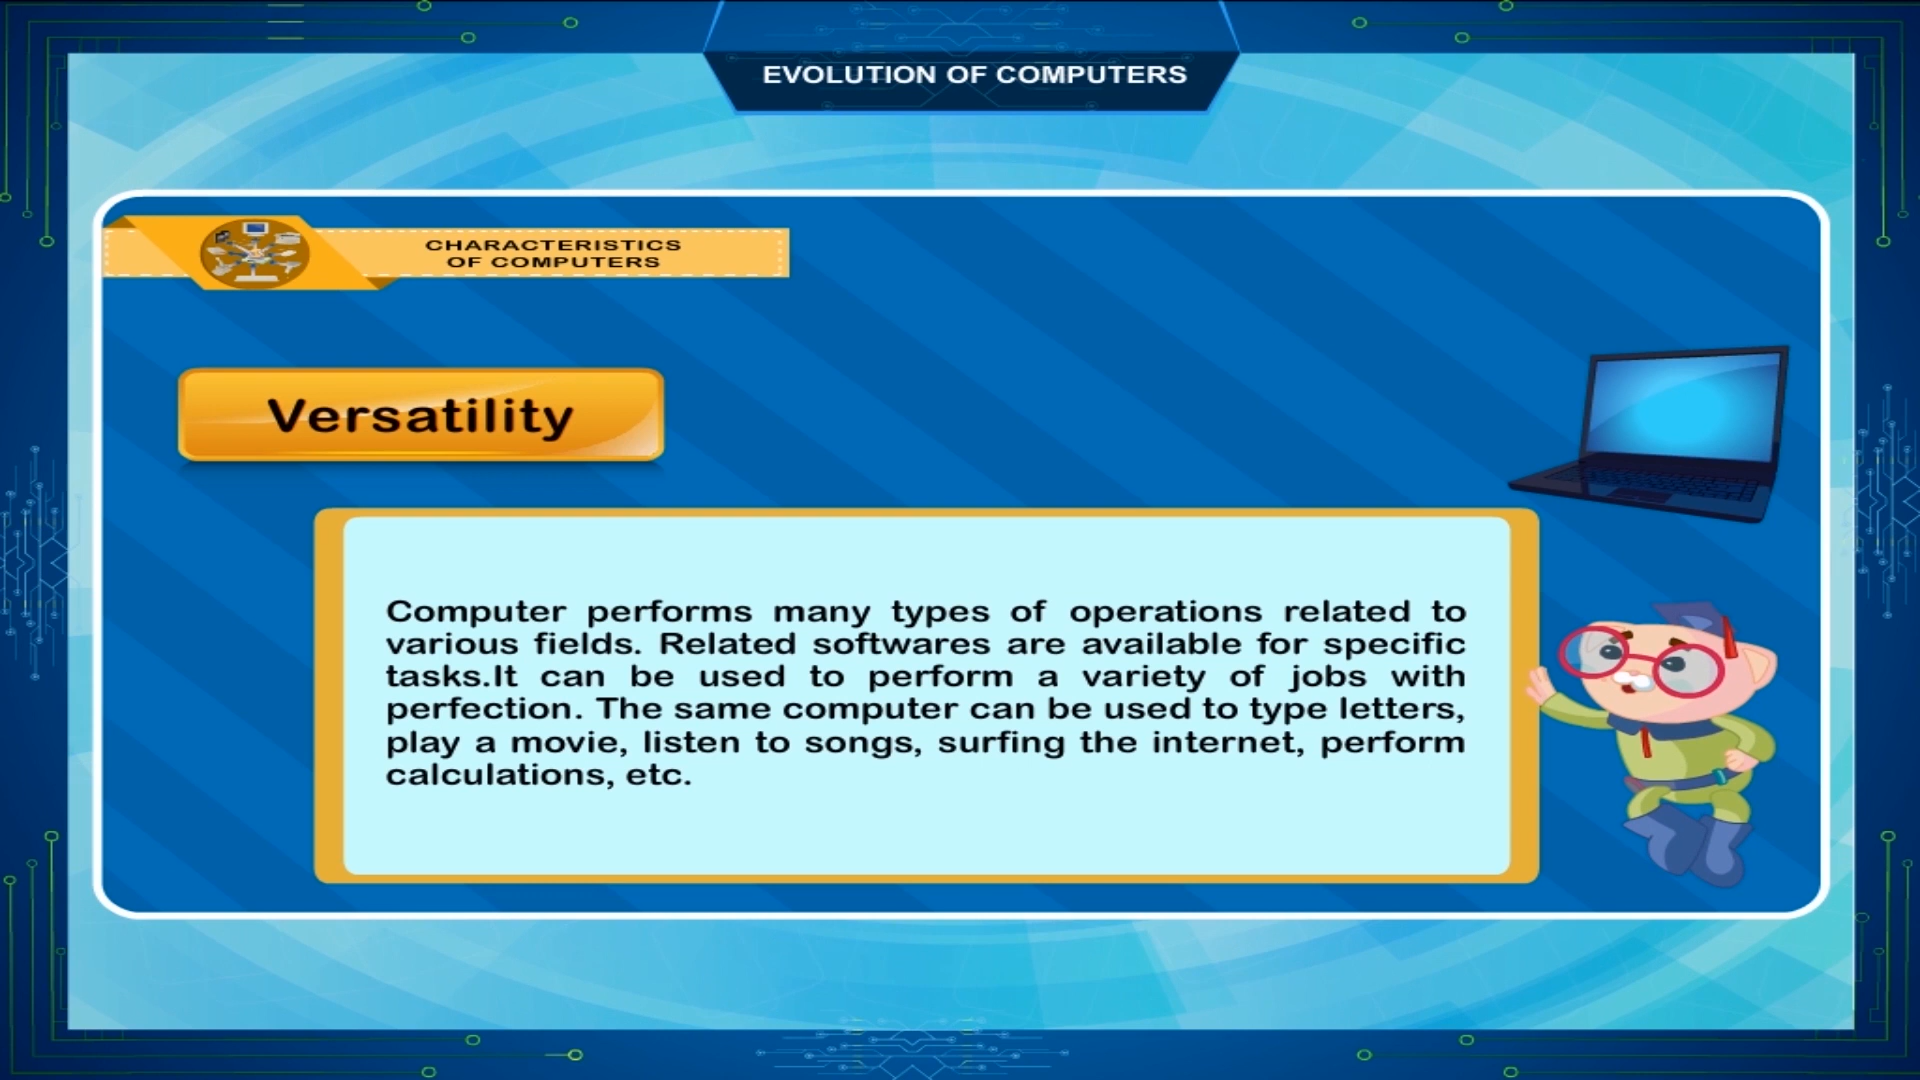 EVOLUTION OF COMPUTERS
CHARACTERISTICS
OF COMPUTERS
Versatility
Computer performs many types of operations related to
various fields. Related softwares are available for specific
tasks.It can be used to perform a variety of jobs with
perfection. The same computer can be used to type letters,
play a movie, listen to songs, surfing the internet, perform
calculations, etc.